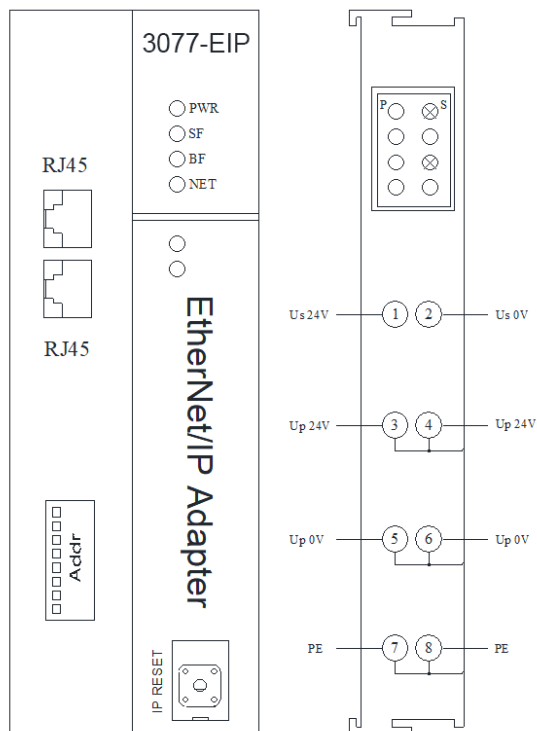 3077-EIP
PWR
SF
BF
NET
RJ45
RJ45
EtherNet/IP Adapter
Addr
IP RESET
P S
Us 24V 1 2 Us 0V
Up 24V 3 4 Up 24V
Up 0V 5 6 Up 0V
PE 7 8 PE